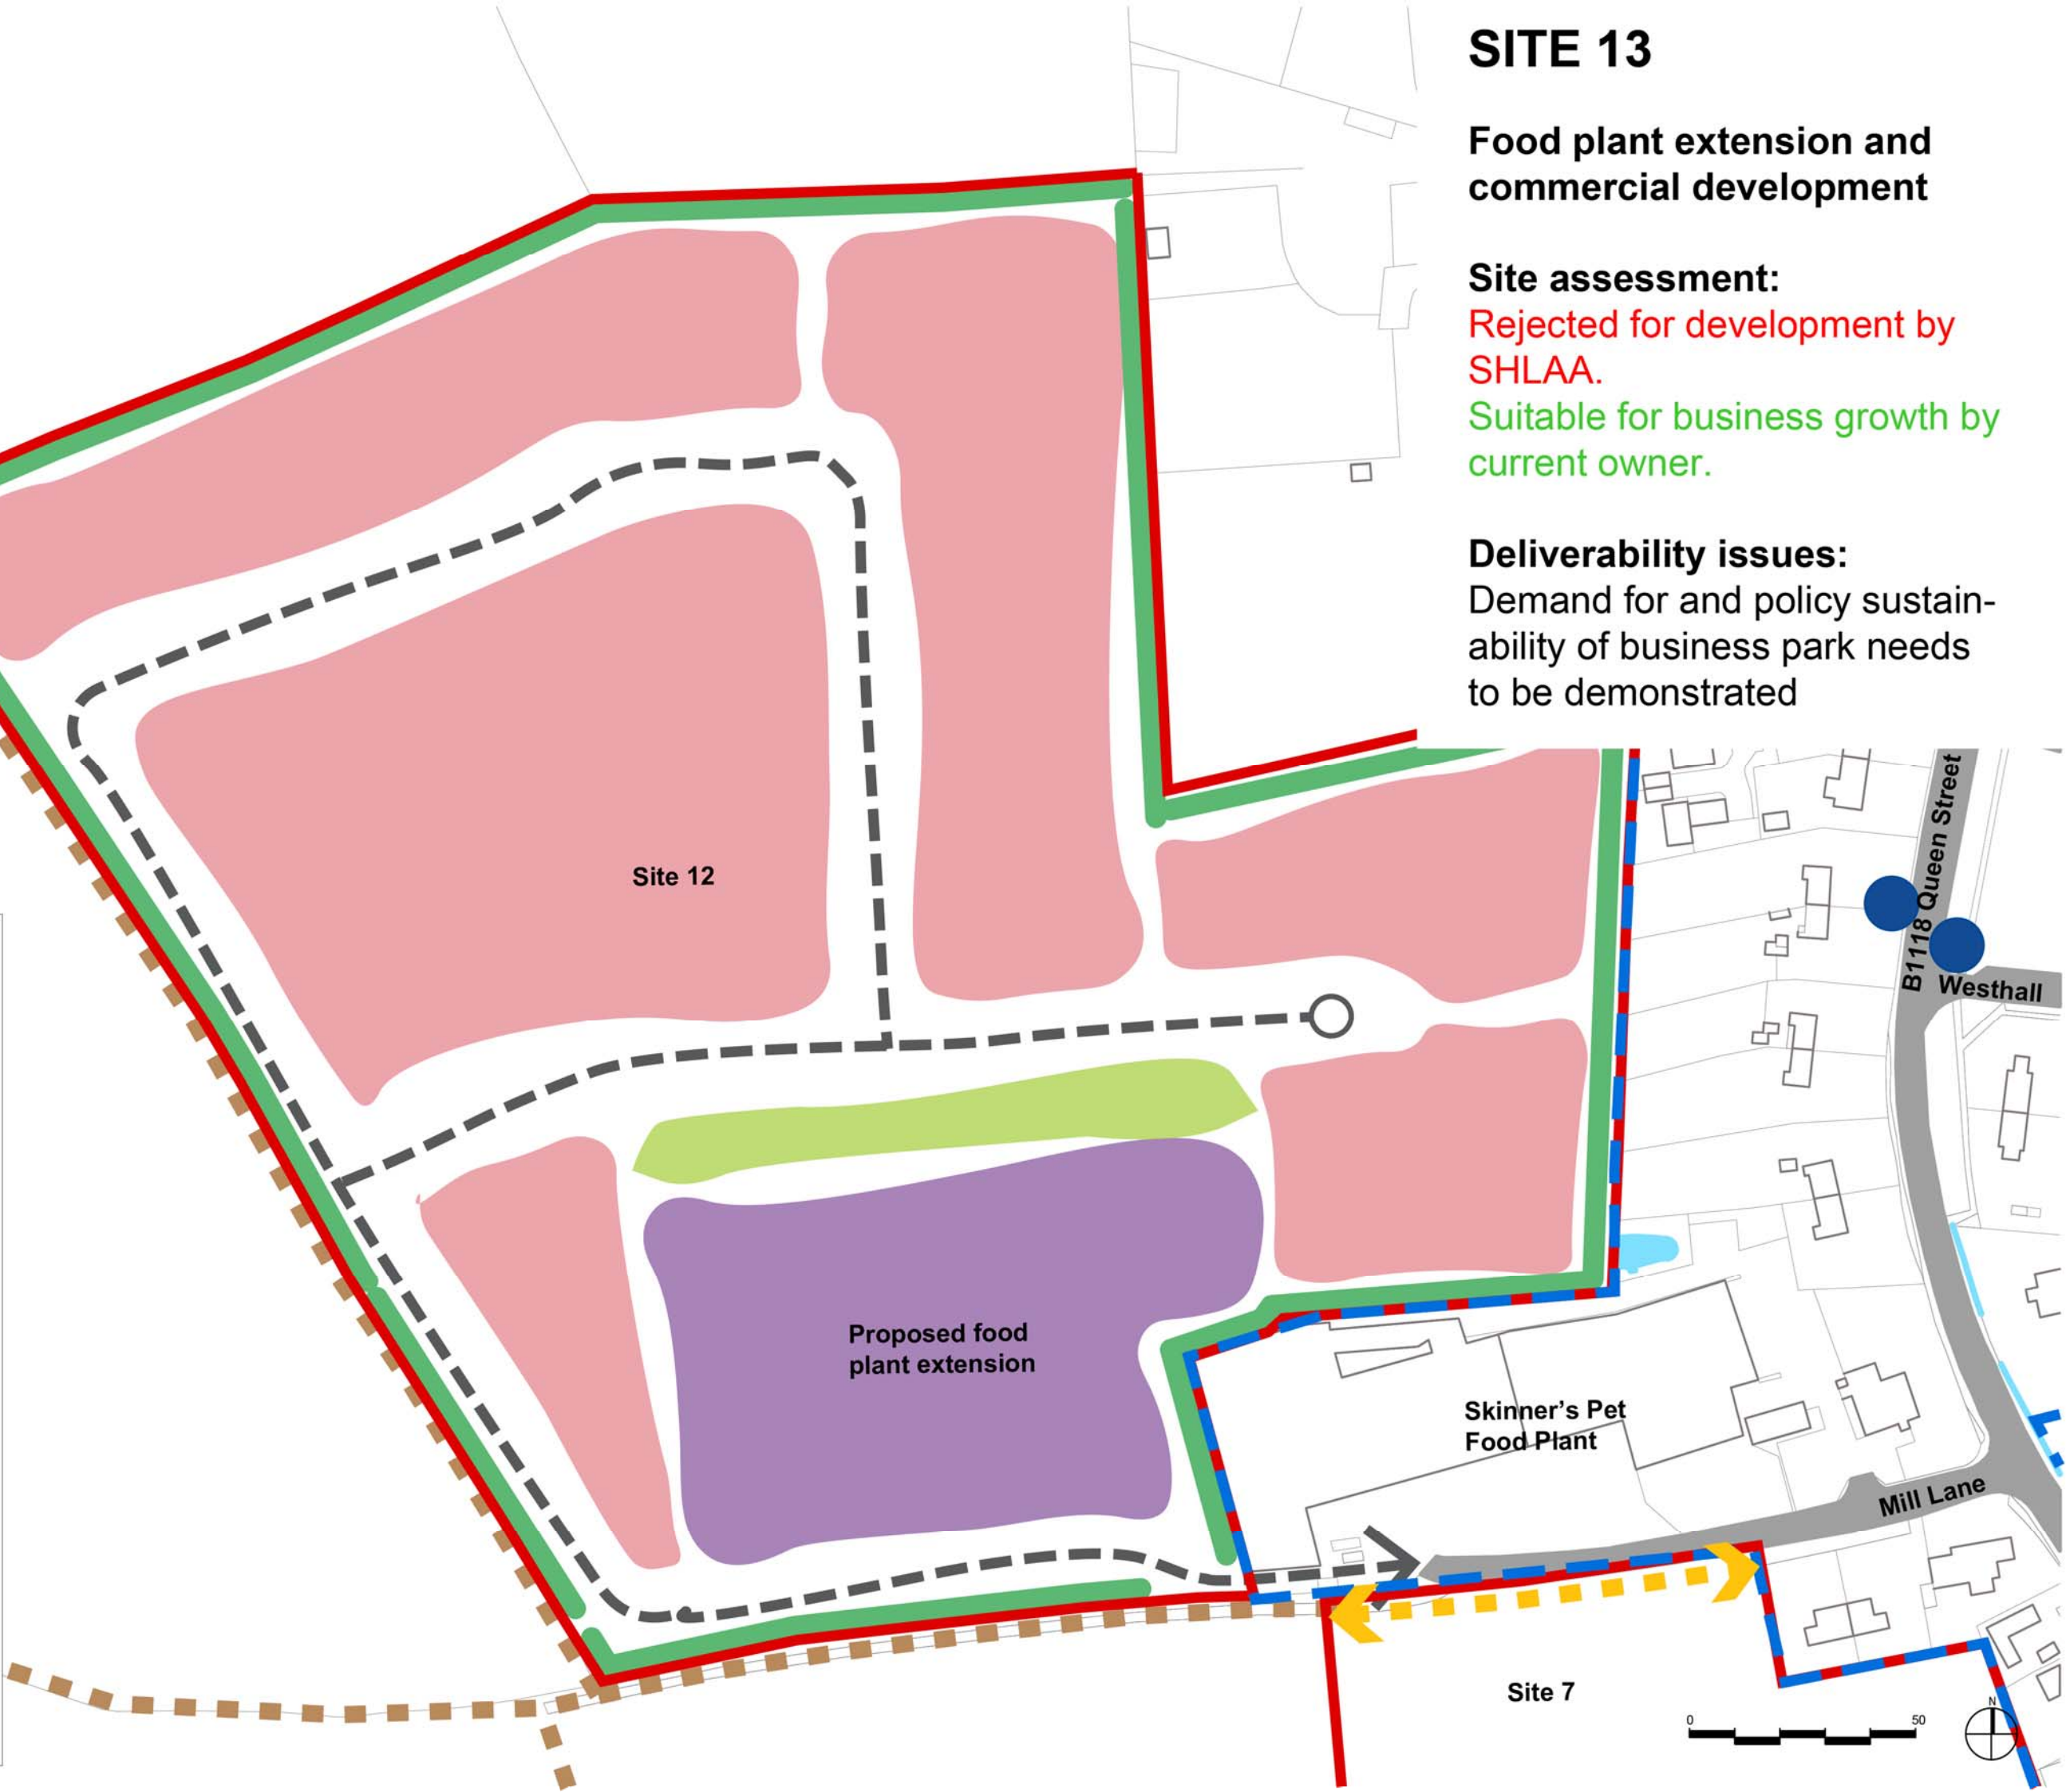 SITE 13
Food plant extension and
commercial development
Site assessment:
Rejected for development by
SHLAA.
Suitable for business growth by
current owner.
Deliverability issues:
Demand for and policy sustain-
ability of business park needs
to be demonstrated
B1118 Queen Street
Westhall
Site 12
Proposed food
plant extension
Skinner's Pet
Food Plant
Mill Lane
Site 7
0
50
N